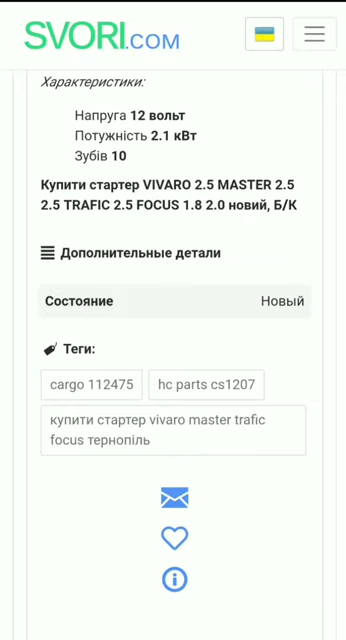 SVORI.COM
Характеристики:
Напруга 12 вольт
Потужність 2.1 кВт
Зубів 10
Купити стартер VIVARO 2.5 MASTER 2.5
2.5 TRAFIC 2.5 FOCUS 1.8 2.0 новий, Б/К
Дополнительные детали
Состояние Новый
Теги:
cargo 112475 hc parts cs1207
купити стартер vivaro master trafic
focus тернопіль